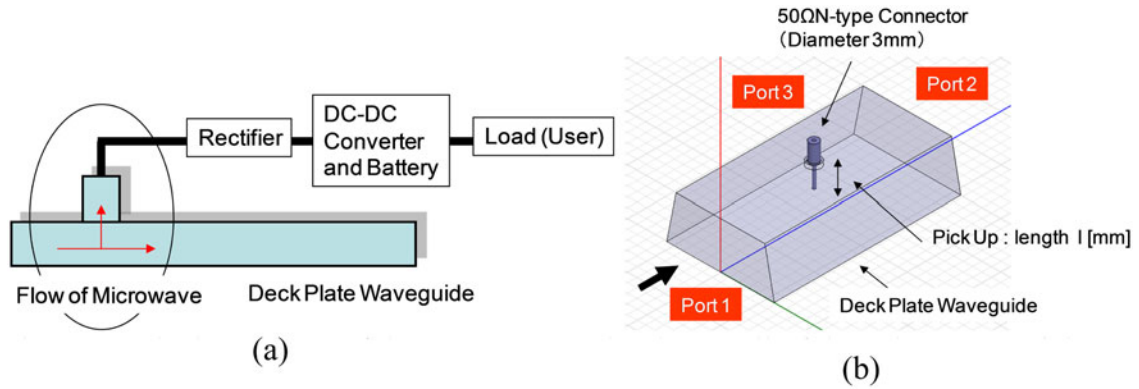 Rectifier
DC-DC
Converter
and Battery
Load (User)
Flow of Microwave
Deck Plate Waveguide
(a)
50ΩN-type Connector
(Diameter 3mm)
Port 3
Port 2
Pick Up : length l [mm]
Port 1
Deck Plate Waveguide
(b)